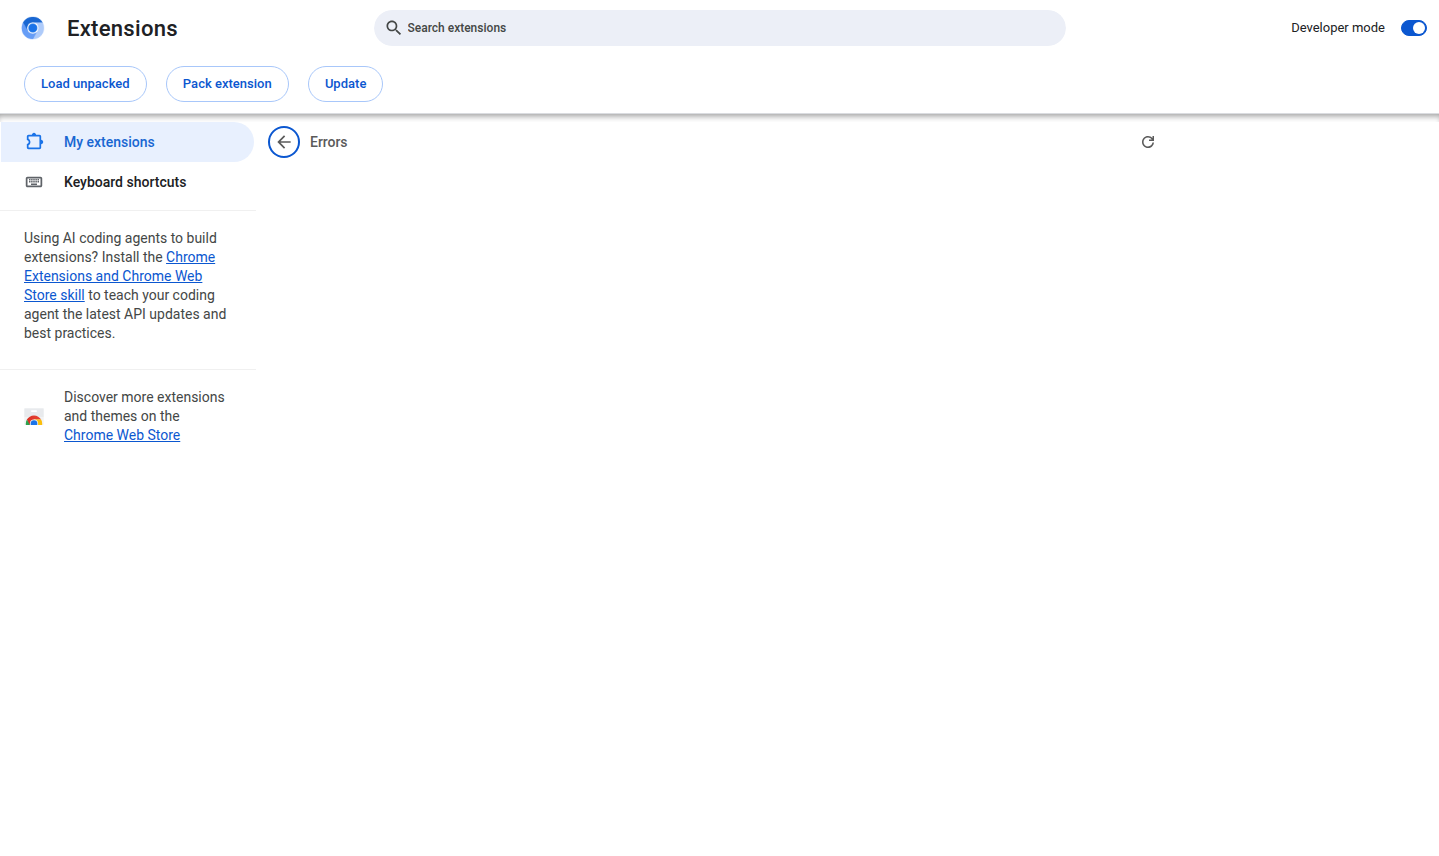 Extensions
Search extensions
Developer mode
Load unpacked
Pack extension
Update
My extensions
Keyboard shortcuts
Using AI coding agents to build
extensions? Install the Chrome
Extensions and Chrome Web
Store skill to teach your coding
agent the latest API updates and
best practices.
Discover more extensions
and themes on the
Chrome Web Store
Errors